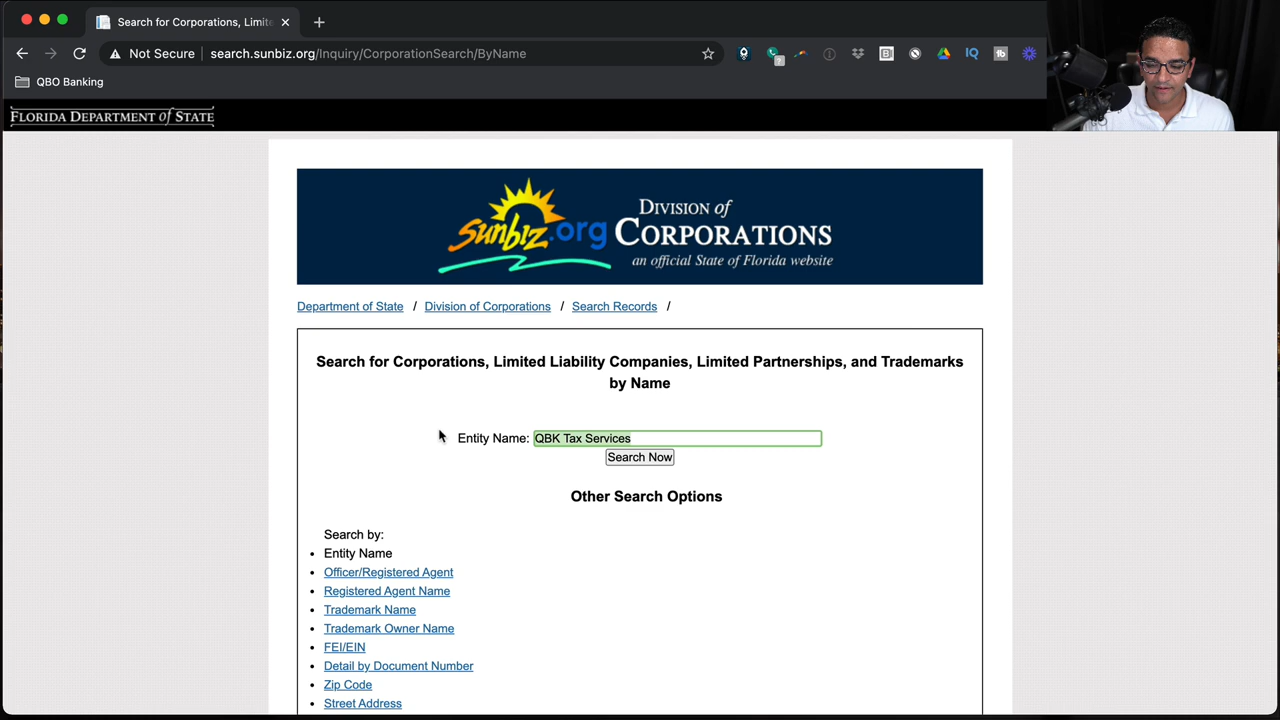 Search for Corporations, Limite
Not Secure
search.sunbiz.org/Inquiry/CorporationSearch/ByName
QBO Banking
FLORIDA DEPARTMENT of STATE
sunbiz.org
DIVISION of
CORPORATIONS
an official State of Florida website
Department of State / Division of Corporations / Search Records /
Search for Corporations, Limited Liability Companies, Limited Partnerships, and Trademarks
by Name
Entity Name: QBK Tax Services
Search Now
Other Search Options
Search by:
Entity Name
Officer/Registered Agent
Registered Agent Name
Trademark Name
Trademark Owner Name
FEI/EIN
Detail by Document Number
Zip Code
Street Address